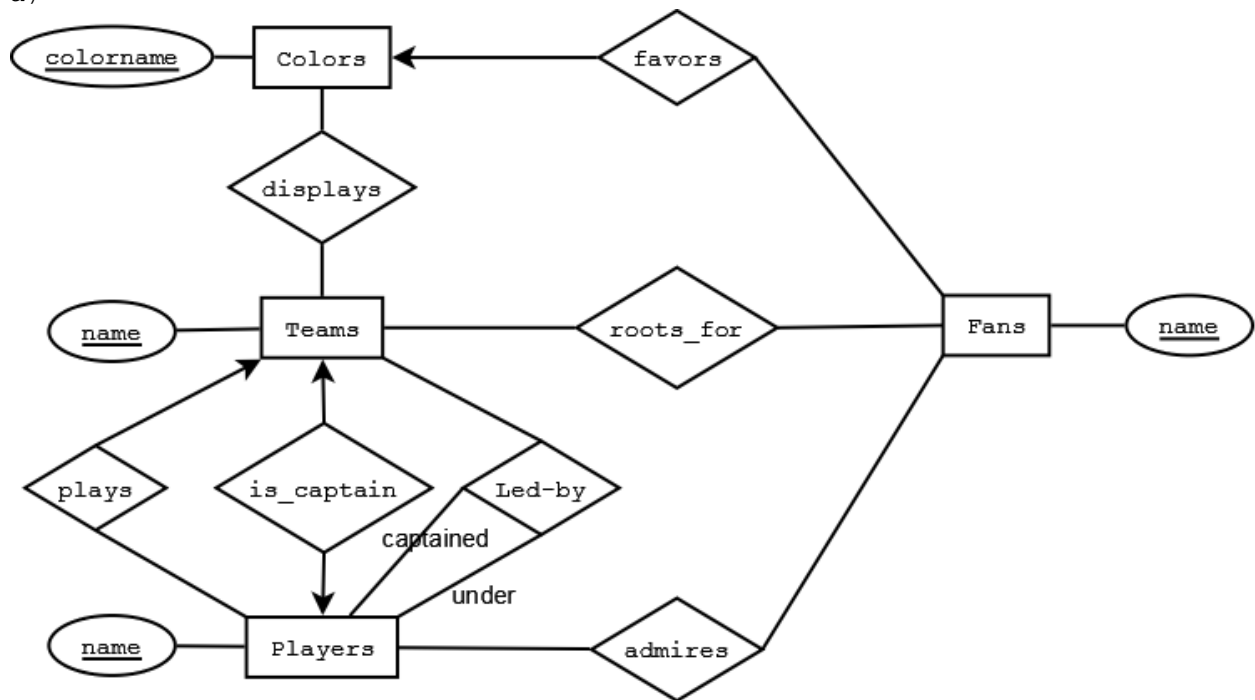 colorname
Colors
favors
displays
name
Teams
roots_for
Fans
name
plays
is_captain
Led-by
captained
under
name
Players
admires